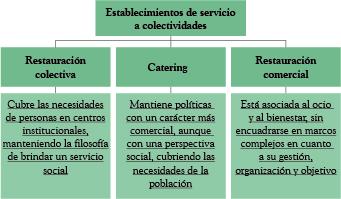 Establecimientos de servicio
a colectividades
Restauración
colectiva
Catering
Restauración
comercial
Cubre las necesidades
de personas en centros
institucionales,
manteniendo la filosofía
de brindar un servicio
social
Mantiene políticas
con un carácter más
comercial, aunque
con una perspectiva
social, cubriendo las
necesidades de la
población
Está asociada al ocio
y al bienestar, sin
encuadrarse en marcos
complejos en cuanto
a su gestión,
organización y objetivo